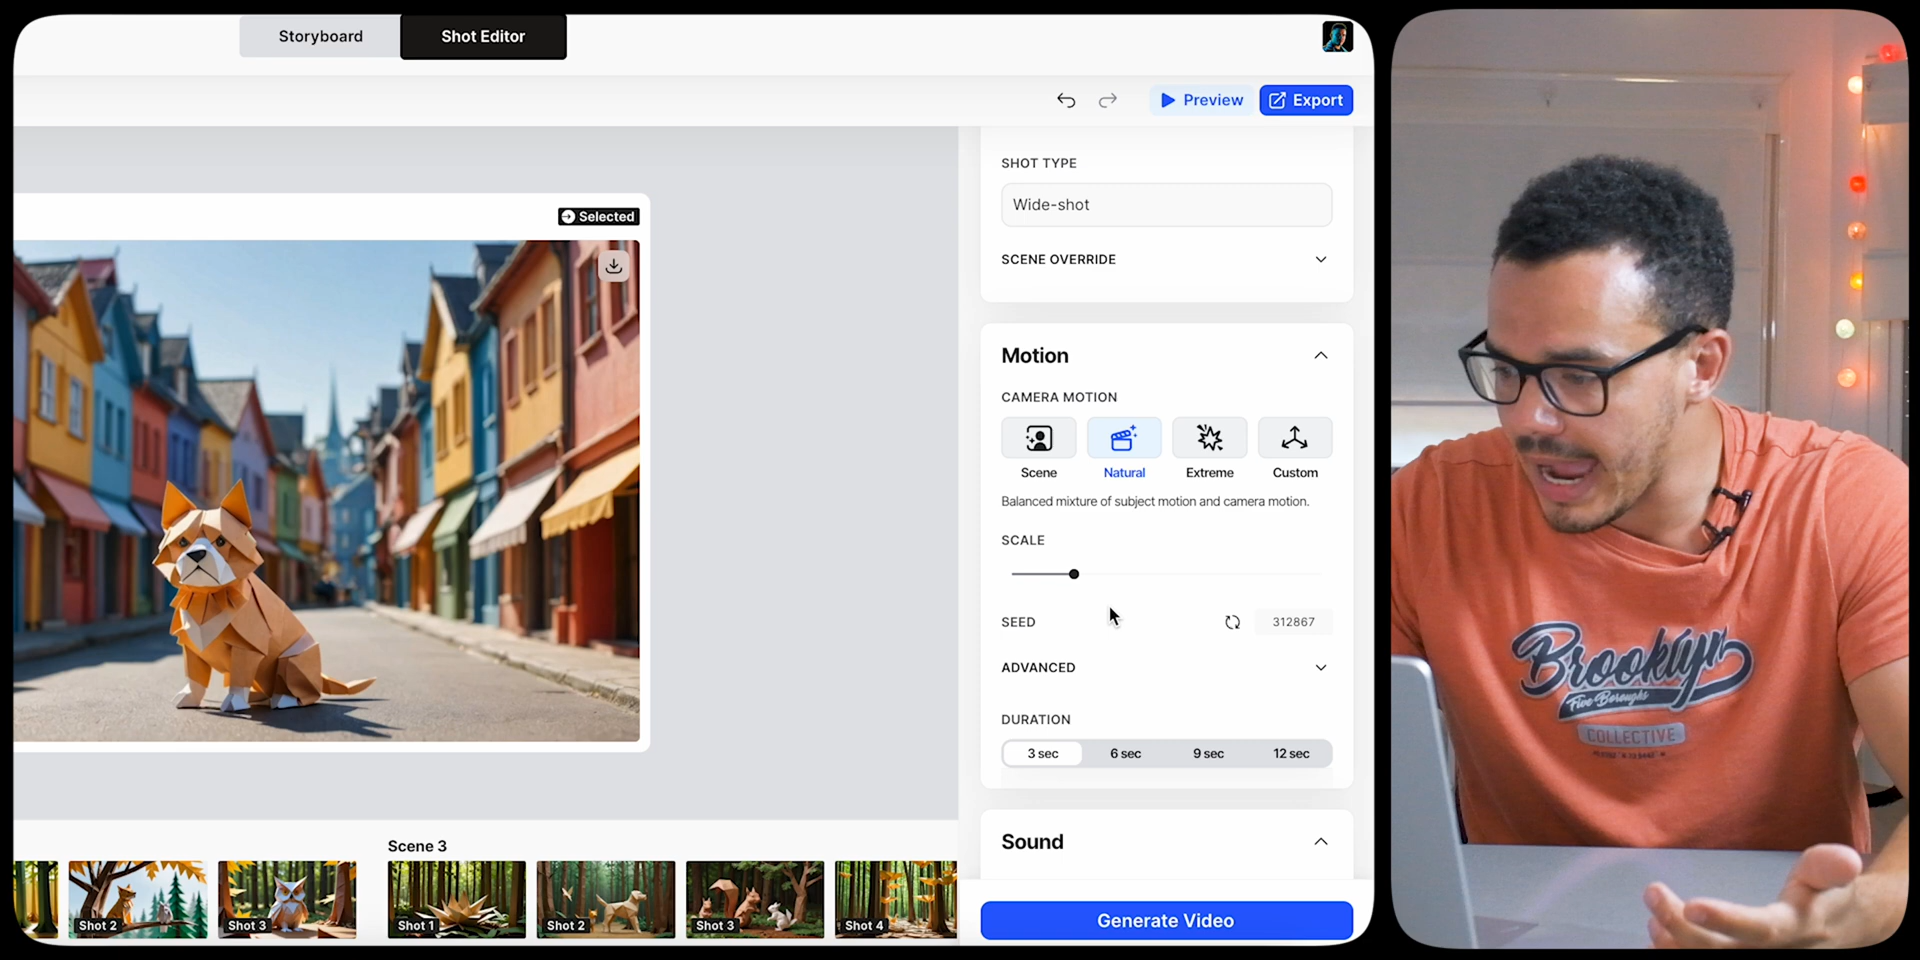 Storyboard
Shot Editor
Preview
Export
SHOT TYPE
Wide-shot
Selected
SCENE OVERRIDE
Motion
CAMERA MOTION
Scene
Natural
Extreme
Custom
Balanced mixture of subject motion and camera motion.
SCALE
SEED
312867
ADVANCED
DURATION
3 sec
6 sec
9 sec
12 sec
Sound
Scene 3
Shot 2
Shot 3
Shot 1
Shot 2
Shot 3
Shot 4
Generate Video
Brooklyn
Five Boroughs
COLLECTIVE